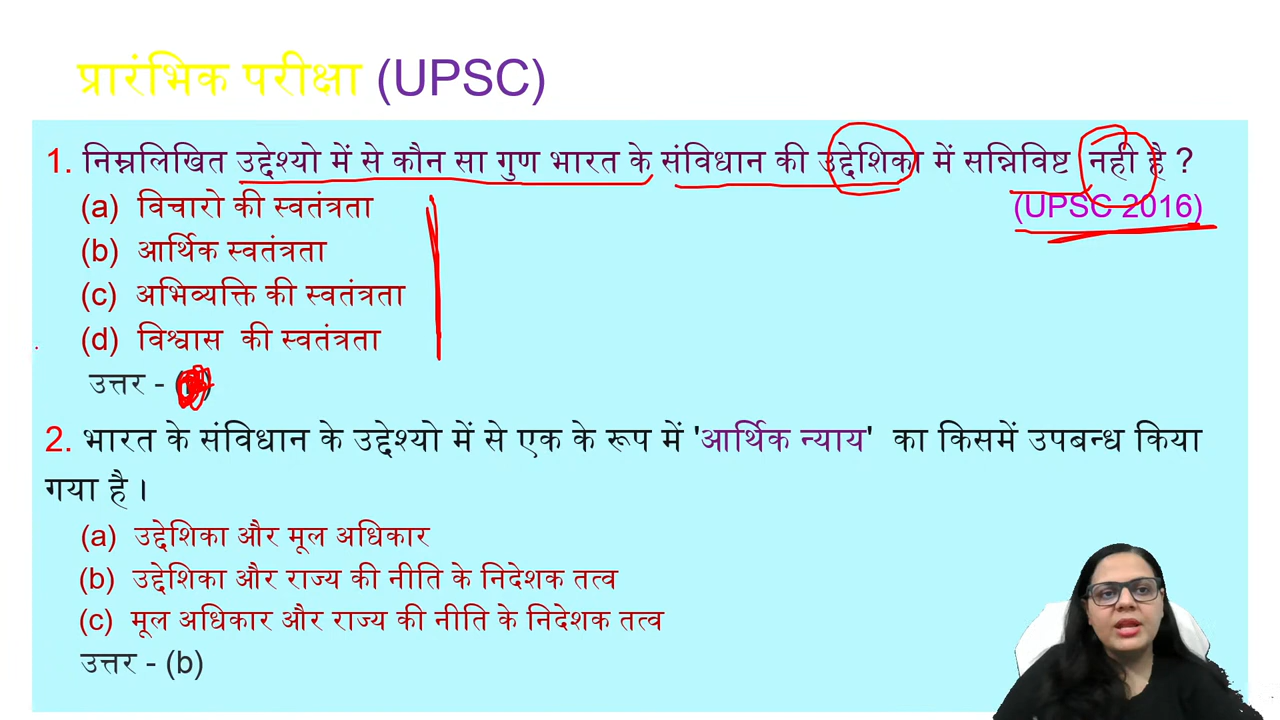 प्रारंभिक परीक्षा (UPSC)
1. निम्नलिखित उद्देश्यो में से कौन सा गुण भारत के संविधान की उद्देशिका में सन्निविष्ट नही है ?
(UPSC 2016)
(a) विचारो की स्वतंत्रता
(b) आर्थिक स्वतंत्रता
(c) अभिव्यक्ति की स्वतंत्रता
(d) विश्वास की स्वतंत्रता
उत्तर -
2. भारत के संविधान के उद्देश्यो में से एक के रूप में 'आर्थिक न्याय' का किसमें उपबन्ध किया
गया है ।
(a) उद्देशिका और मूल अधिकार
(b) उद्देशिका और राज्य की नीति के निदेशक तत्व
(c) मूल अधिकार और राज्य की नीति के निदेशक तत्व
उत्तर - (b)